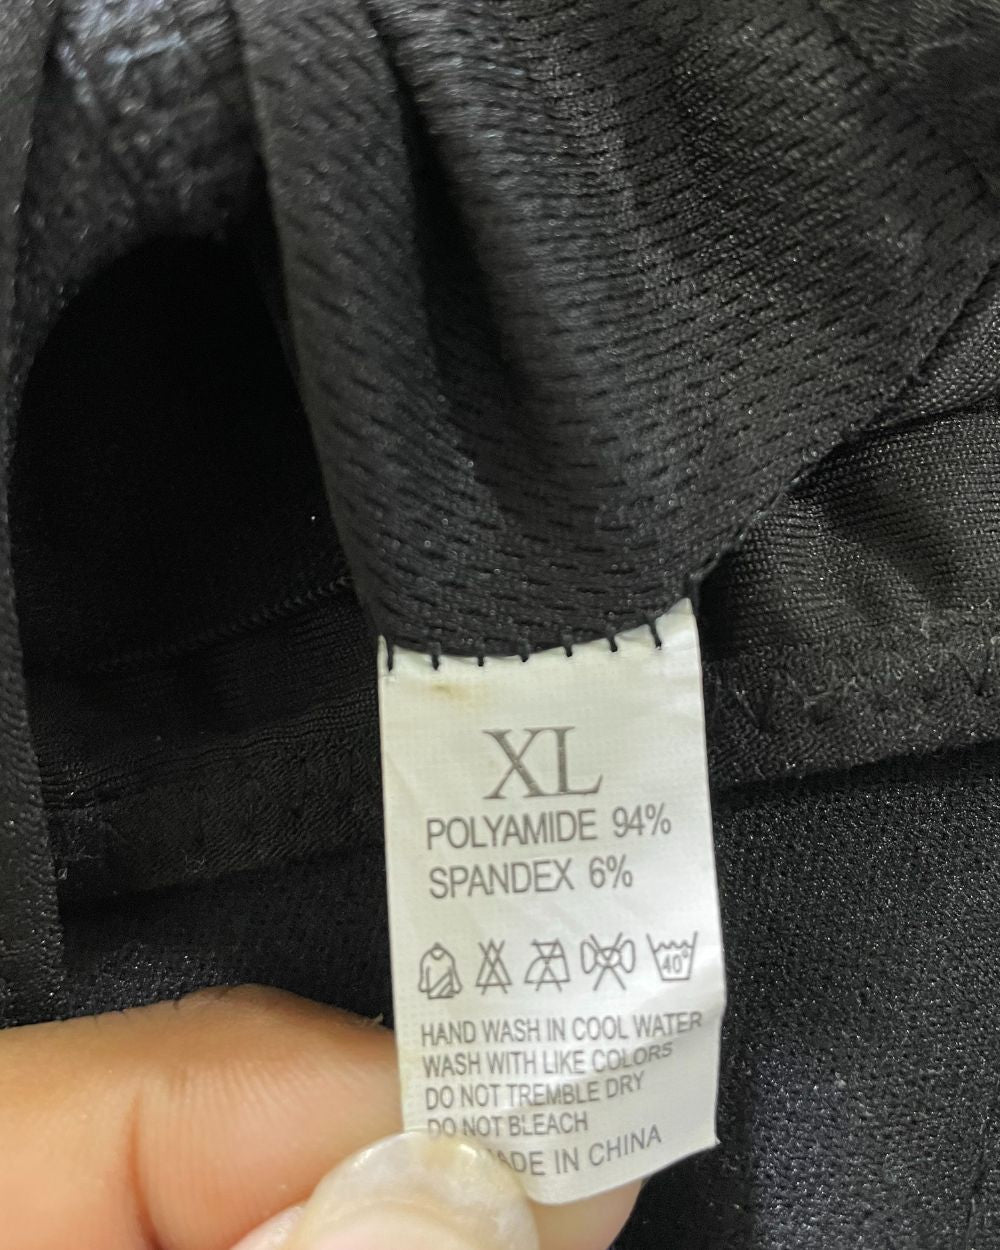 XL
POLYAMIDE 94%
SPANDEX 6%
40°
HAND WASH IN COOL WATER
WASH WITH LIKE COLORS
DO NOT TREMBLE DRY
DO NOT BLEACH
MADE IN CHINA